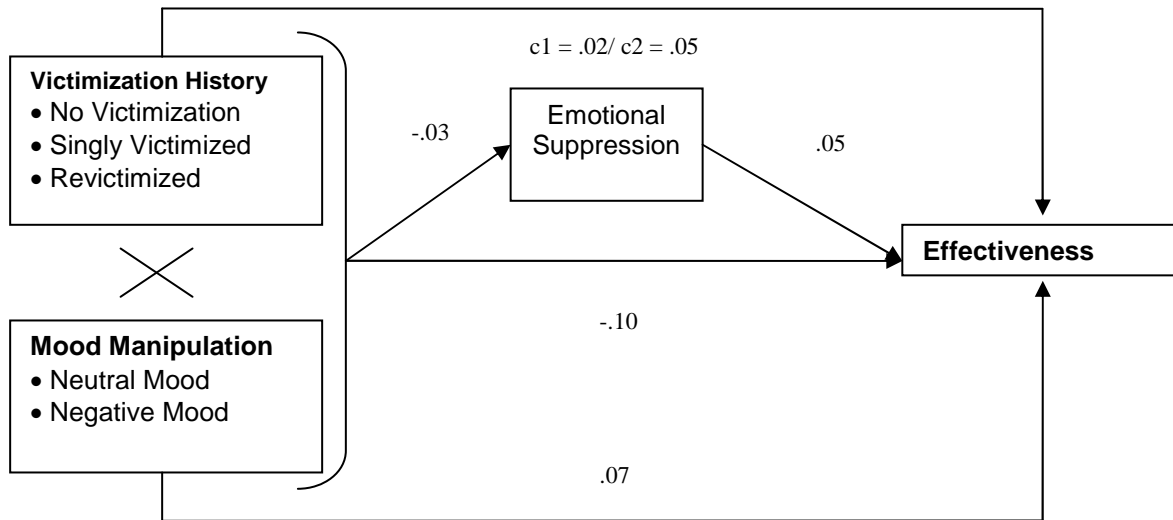 c1 = .02/ c2 = .05
Victimization History
• No Victimization
• Singly Victimized
• Revictimized
-.03
Emotional
Suppression
.05
Effectiveness
-.10
Mood Manipulation
• Neutral Mood
• Negative Mood
.07